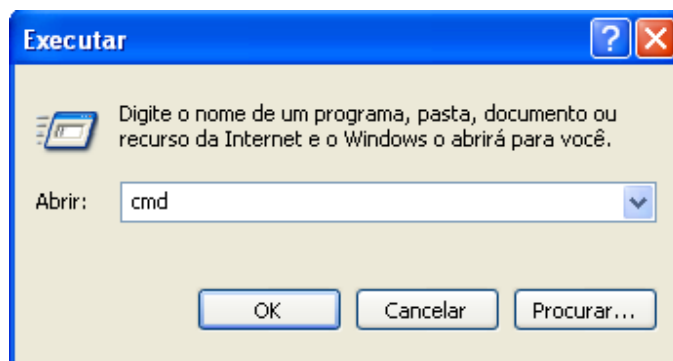 Executar
Digite o nome de um programa, pasta, documento ou
recurso da Internet e o Windows o abrirá para você.
Abrir: cmd
OK Cancelar Procurar...